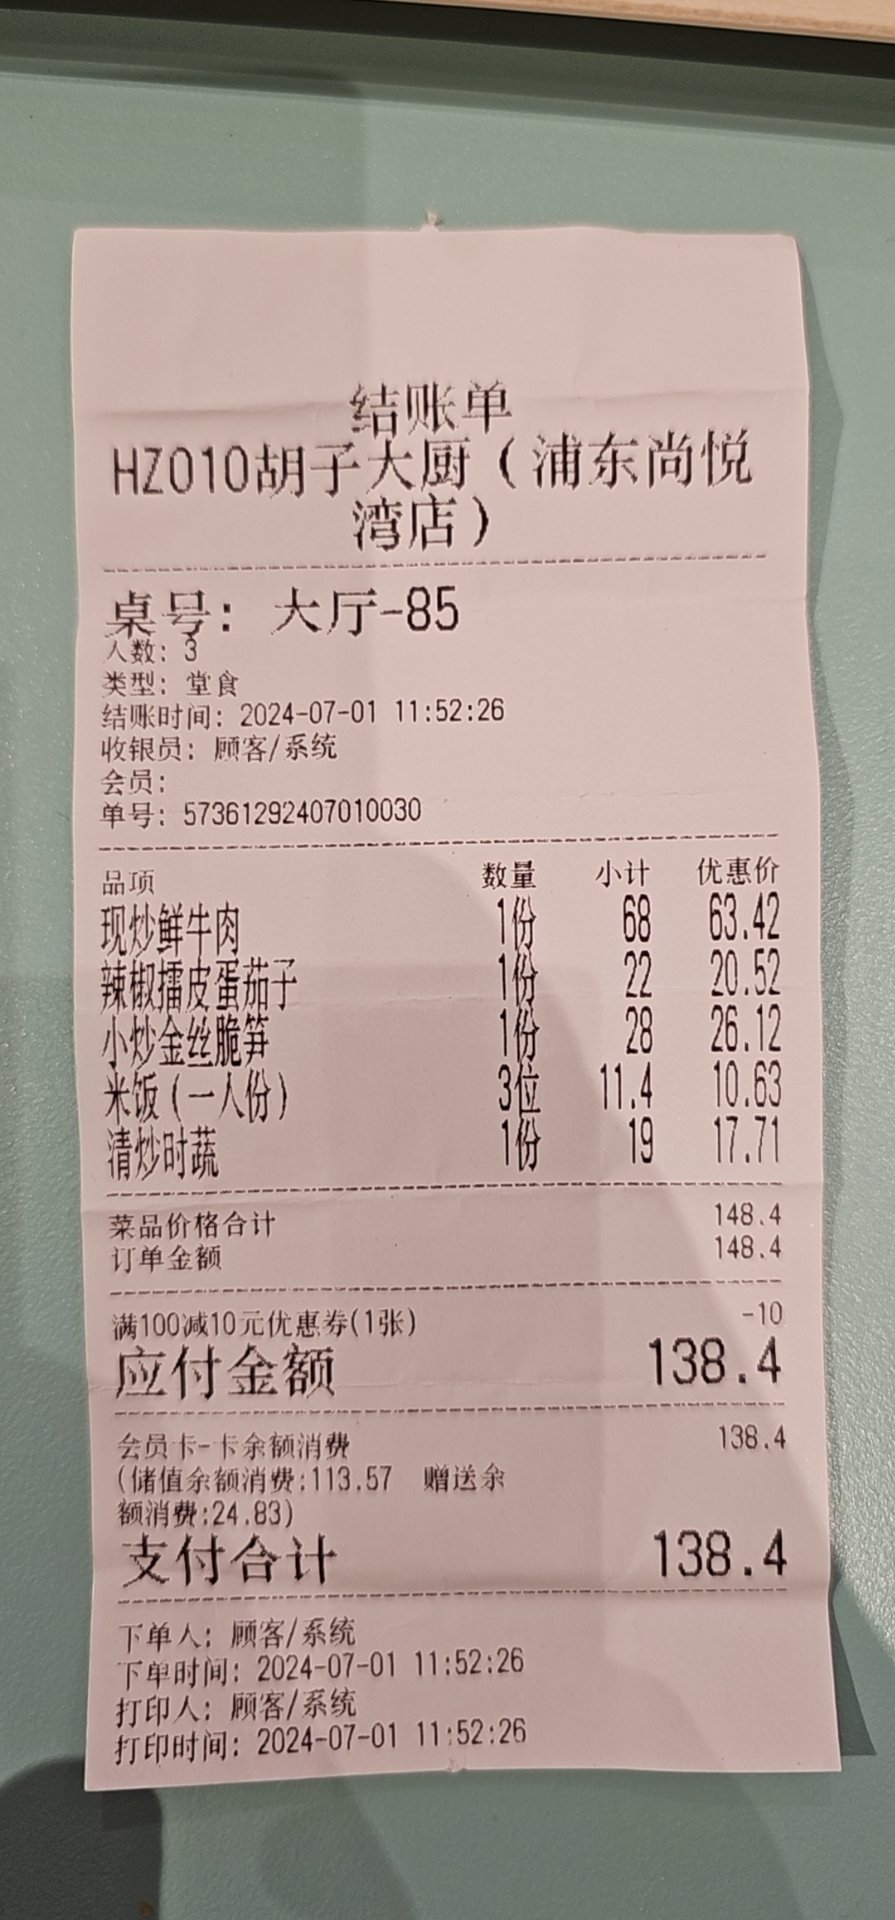 结账单
HZ010胡子大厨（浦东尚悦
湾店）
桌号：大厅-85
人数：3
类型：堂食
结账时间：2024-07-01 11:52:26
收银员：顾客/系统
会员：
单号：57361292407010030
品项 数量 小计 优惠价
现炒鲜牛肉 1份 68 63.42
辣椒擂皮蛋茄子 1份 22 20.52
小炒金丝脆笋 1份 28 26.12
米饭（一人份） 3位 11.4 10.63
清炒时蔬 1份 19 17.71
菜品价格合计 148.4
订单金额 148.4
满100减10元优惠券(1张) -10
应付金额 138.4
会员卡-卡余额消费 138.4
(储值余额消费:113.57 赠送余
额消费:24.83)
支付合计 138.4
下单人：顾客/系统
下单时间：2024-07-01 11:52:26
打印人：顾客/系统
打印时间：2024-07-01 11:52:26